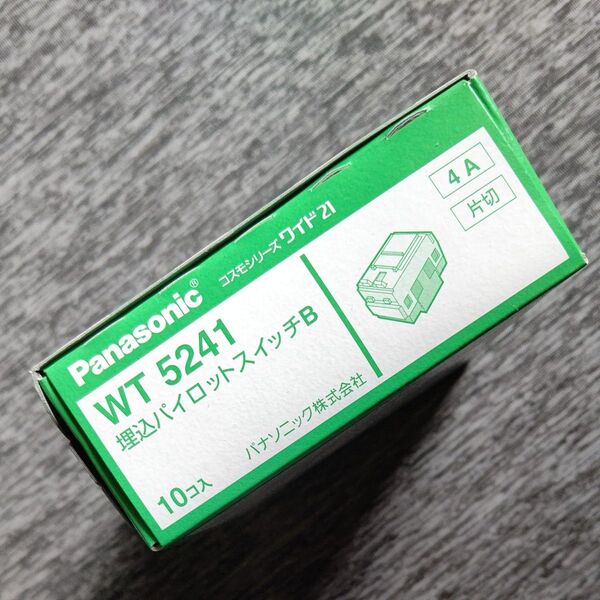 Panasonic® コスモシリーズ ワイド21
WT 5241
埋込パイロットスイッチB
10コ入
パナソニック株式会社
4A
片切